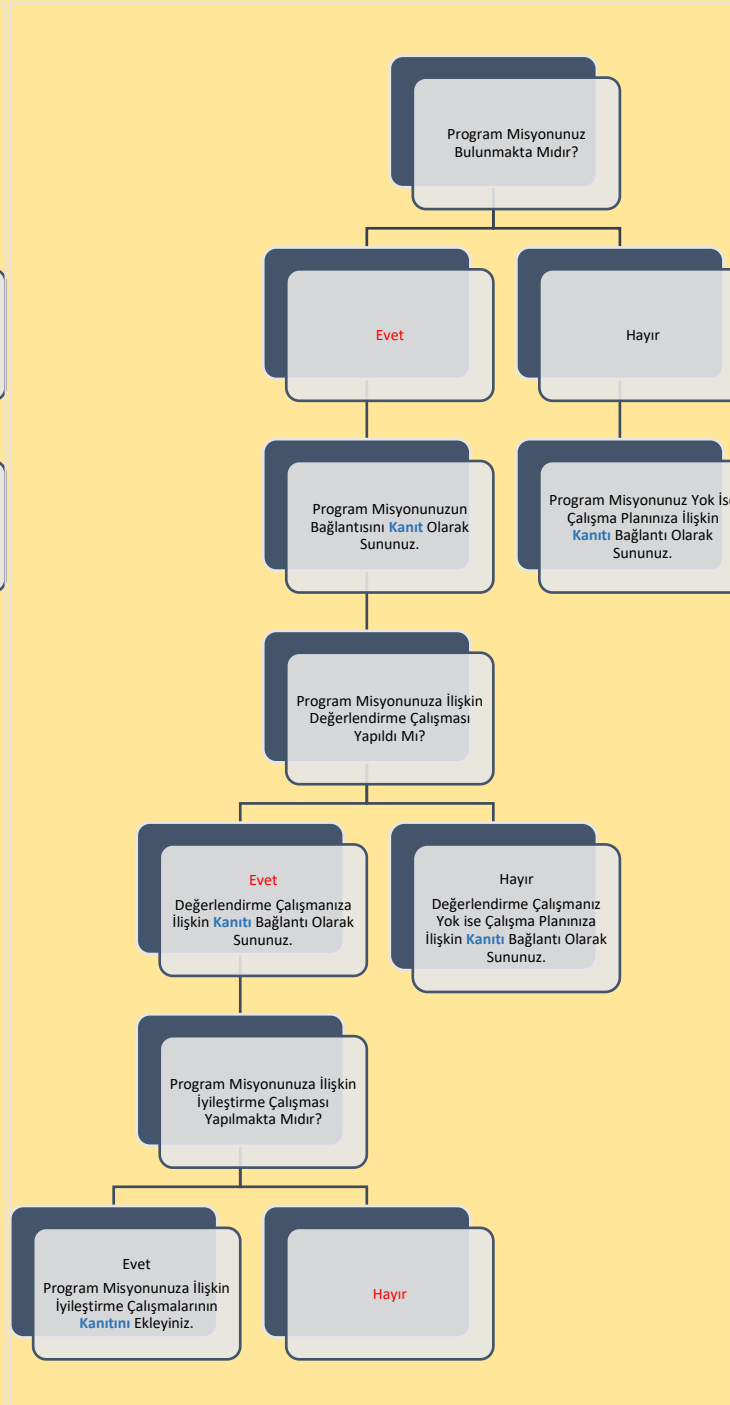 Program Misyonunuz
Bulunmakta Mıdır?
Evet
Hayır
Program Misyonunuzun
Bağlantısını Kanıt Olarak
Sununuz.
Program Misyonunuz Yok İse
Çalışma Planınıza İlişkin
Kanıtı Bağlantı Olarak
Sununuz.
Program Misyonunuza İlişkin
Değerlendirme Çalışması
Yapıldı Mı?
Evet
Değerlendirme Çalışmanıza
İlişkin Kanıtı Bağlantı Olarak
Sununuz.
Hayır
Değerlendirme Çalışmanız
Yok ise Çalışma Planınıza
İlişkin Kanıtı Bağlantı Olarak
Sununuz.
Program Misyonunuza İlişkin
İyileştirme Çalışması
Yapılmakta Mıdır?
Evet
Program Misyonunuza İlişkin
İyileştirme Çalışmalarının
Kanıtını Ekleyiniz.
Hayır